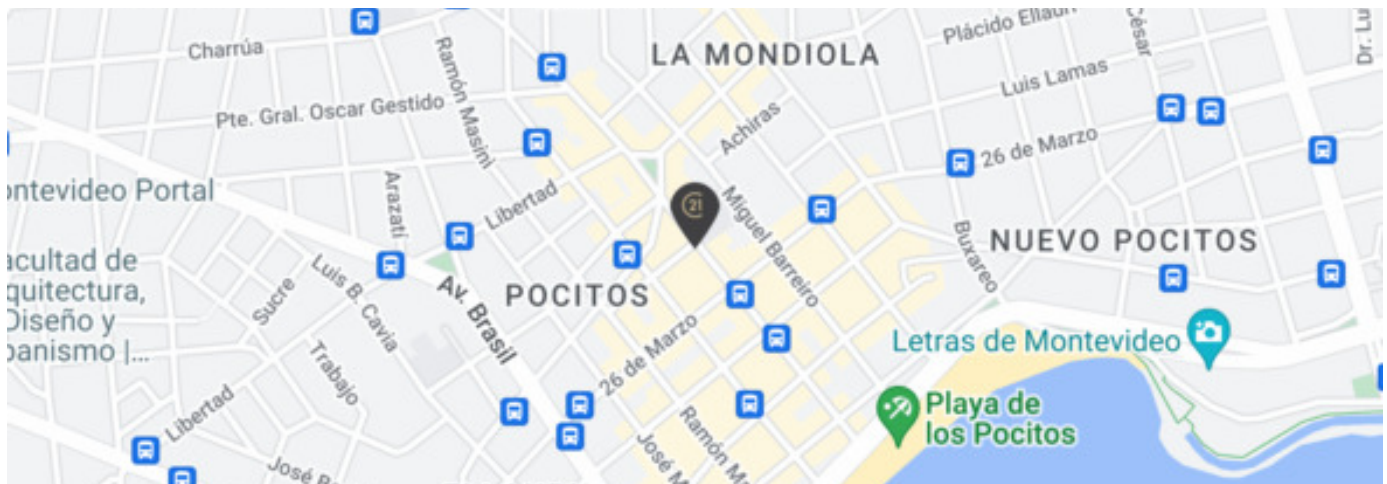 Charrúa
Ramón Masini
LA MONDIOLA
Plácido Ellauri
César
Dr. Lu
Luis Lamas
Pte. Gral. Oscar Gestido
Achiras
26 de Marzo
ontevideo Portal
Arazatí
Libertad
21
Miguel Barreiro
Buxareo
NUEVO POCITOS
acultad de
quitectura,
Diseño y
banismo |...
Sucre
Luis B. Cavia
Av. Brasil
POCITOS
26 de Marzo
Letras de Montevideo
Trabajo
Libertad
Playa de
los Pocitos
Ramón Ma
José M
José P